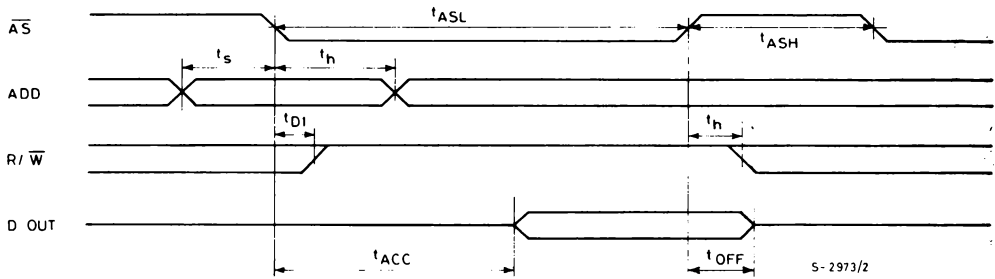 AS
tASL
tASH
ts
th
ADD
tDI
th
R/W
D OUT
tACC
tOFF
S-2973/2